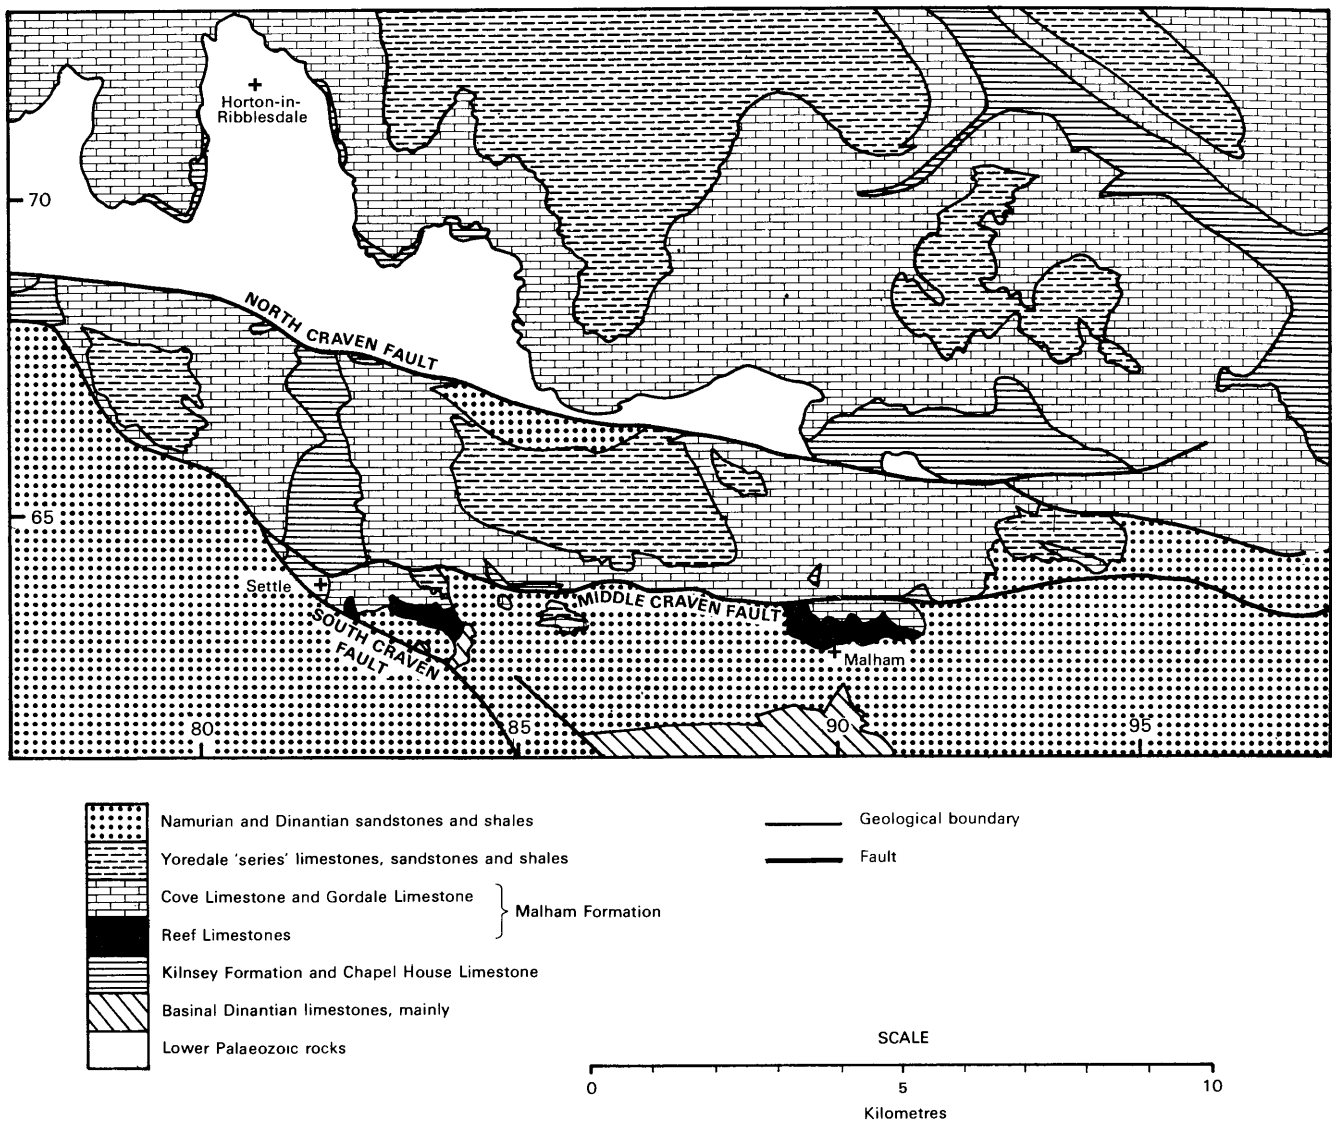 Horton-in-
Ribblesdale
70
NORTH CRAVEN FAULT
65
Settle
MIDDLE CRAVEN FAULT
SOUTH CRAVEN
FAULT
Malham
80
85
90
95
Namurian and Dinantian sandstones and shales
Yoredale 'series' limestones, sandstones and shales
Cove Limestone and Gordale Limestone
Malham Formation
Reef Limestones
Kilnsey Formation and Chapel House Limestone
Basinal Dinantian limestones, mainly
Lower Palaeozoic rocks
Geological boundary
Fault
SCALE
0 5 10
Kilometres